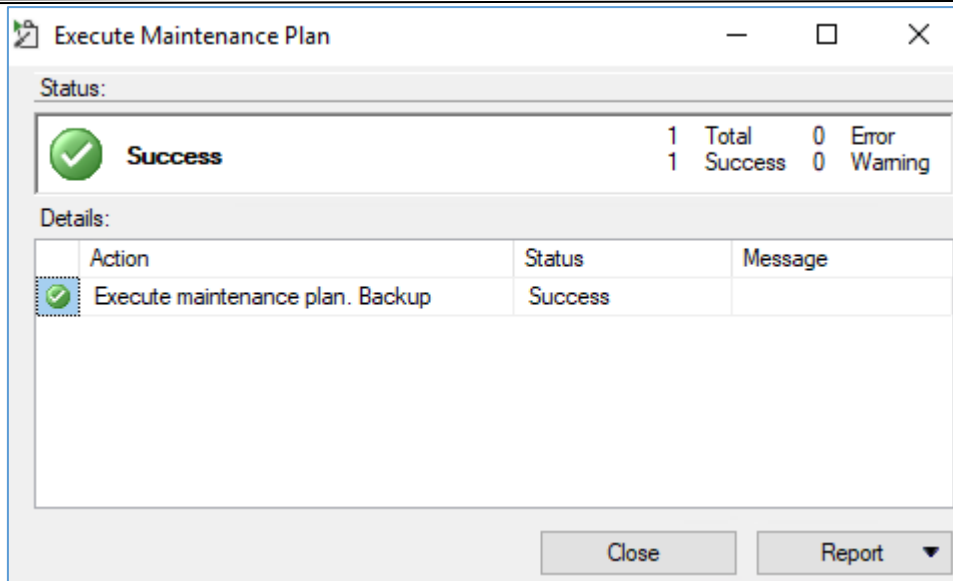 Execute Maintenance Plan
Status:
Success
1 Total 0 Error
1 Success 0 Warning
Details:
Action Status Message
Execute maintenance plan. Backup Success
Close Report